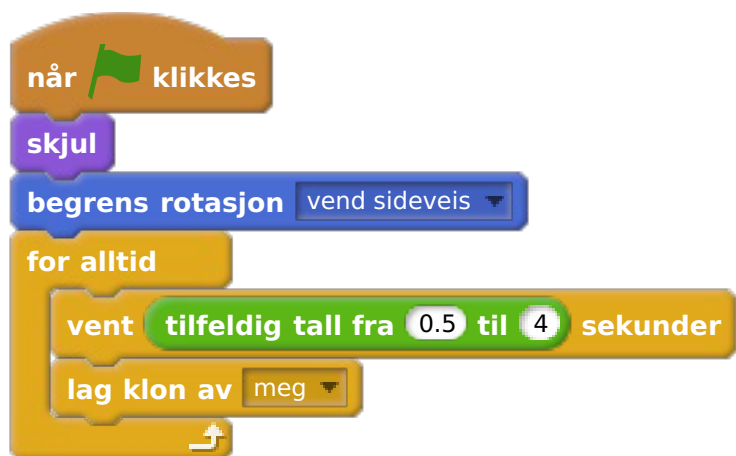 når klikkes
skjul
begrens rotasjon vend sideveis
for alltid
vent tilfeldig tall fra 0.5 til 4 sekunder
lag klon av meg